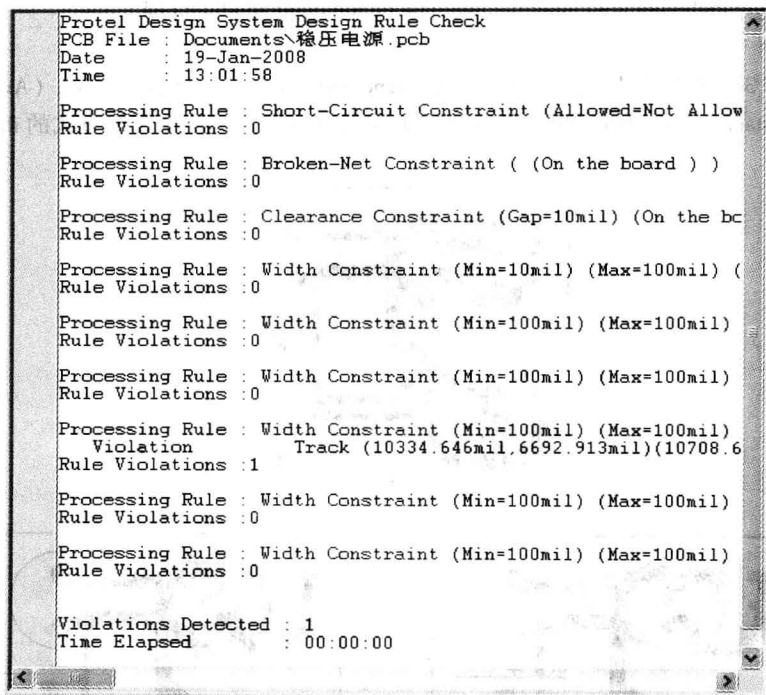 Protel Design System Design Rule Check
PCB File : Documents\稳压电源.pcb
Date : 19-Jan-2008
Time : 13:01:58
Processing Rule : Short-Circuit Constraint (Allowed=Not Allow
Rule Violations :0
Processing Rule : Broken-Net Constraint ( (On the board ) )
Rule Violations :0
Processing Rule : Clearance Constraint (Gap=10mil) (On the bo
Rule Violations :0
Processing Rule : Width Constraint (Min=10mil) (Max=100mil) (
Rule Violations :0
Processing Rule : Width Constraint (Min=100mil) (Max=100mil)
Rule Violations :0
Processing Rule : Width Constraint (Min=100mil) (Max=100mil)
Rule Violations :0
Processing Rule : Width Constraint (Min=100mil) (Max=100mil)
Violation Track (10334.646mil,6692.913mil)(10708.6
Rule Violations :1
Processing Rule : Width Constraint (Min=100mil) (Max=100mil)
Rule Violations :0
Processing Rule : Width Constraint (Min=100mil) (Max=100mil)
Rule Violations :0
Violations Detected : 1
Time Elapsed : 00:00:00